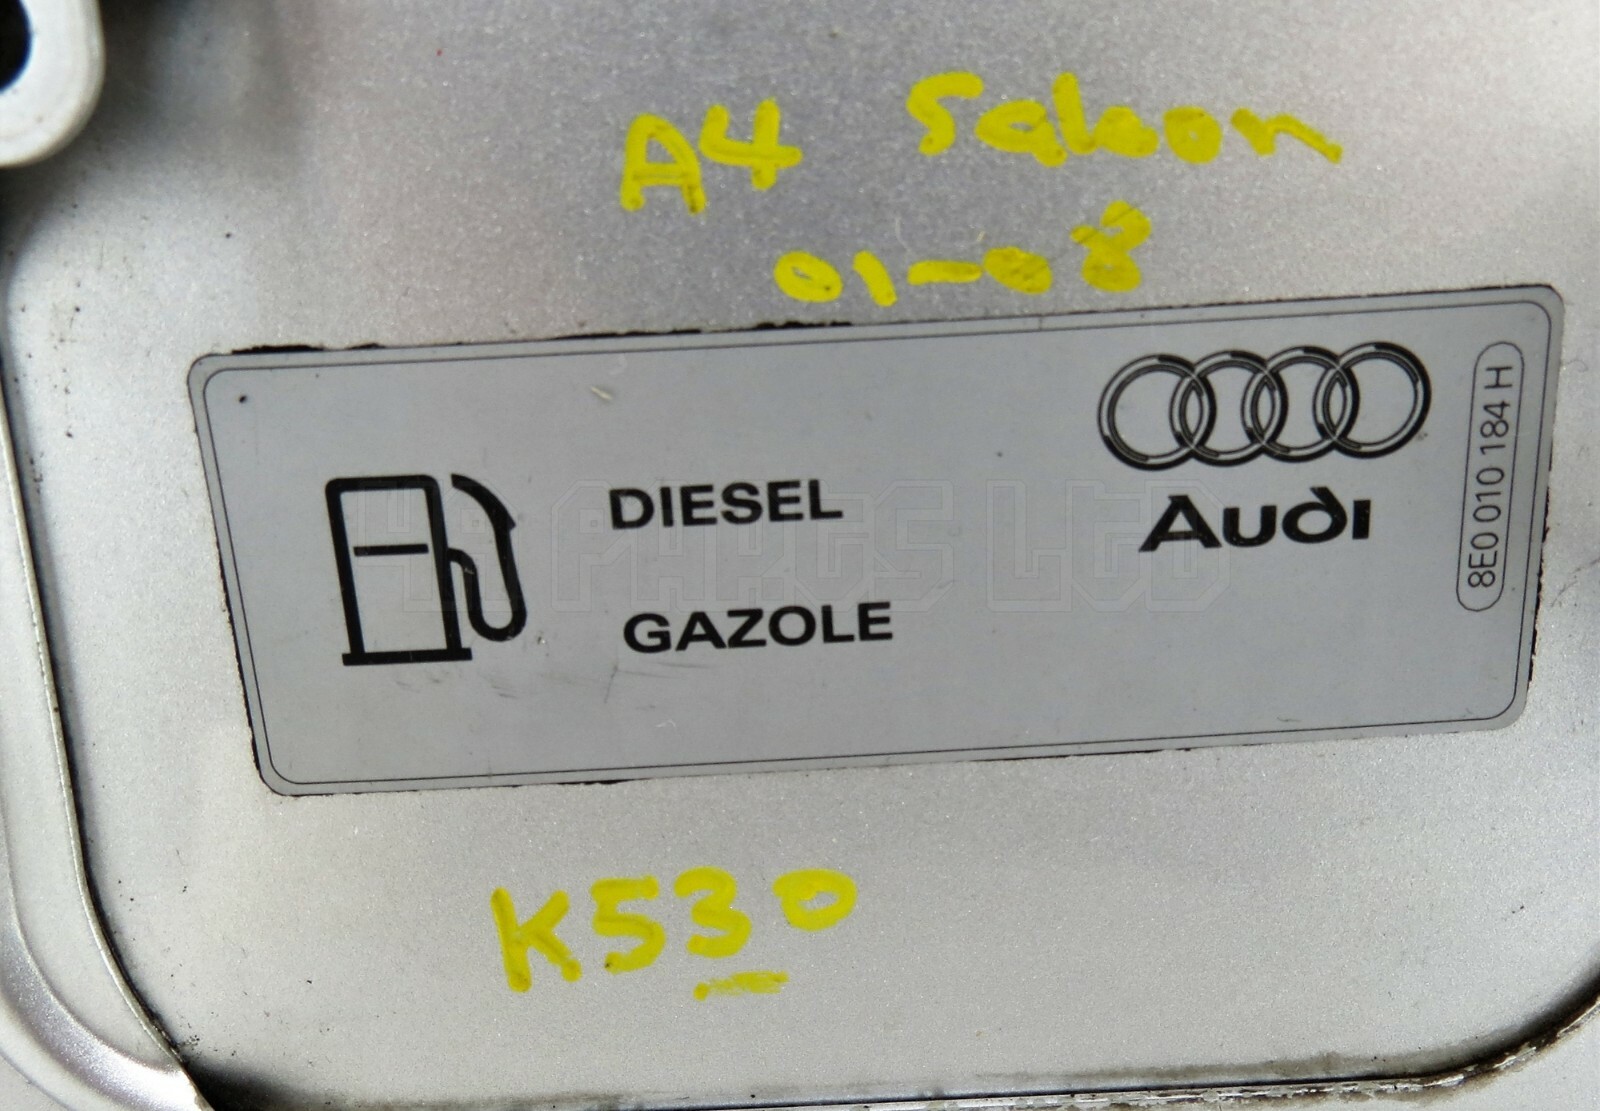 A4 Saloon
01-08
DIESEL
GAZOLE
Audi
8E0 010 184 H
K530